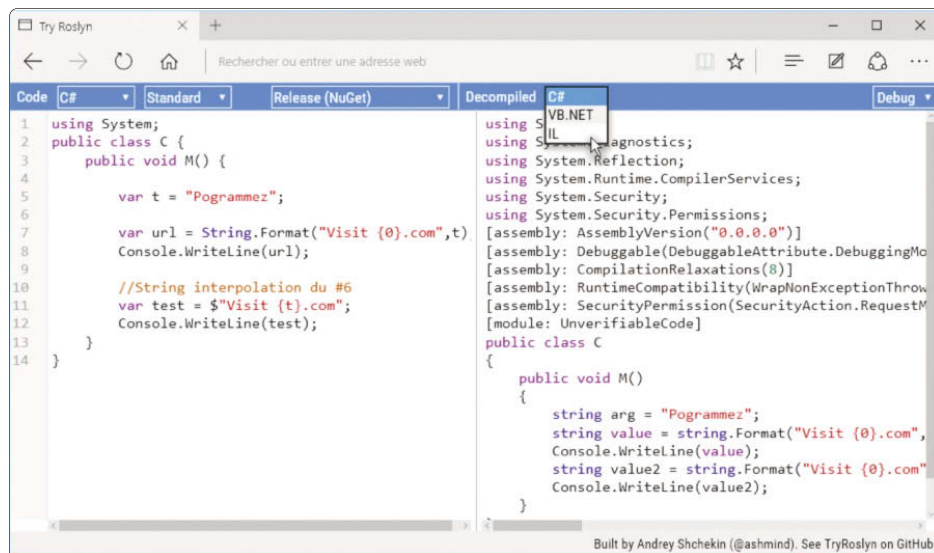 Try Roslyn
Rechercher ou entrer une adresse web
Code C# Standard Release (NuGet) Decompiled C# Debug
VB.NET
IL
1 using System;
2 public class C {
3 public void M() {
4
5 var t = "Pogrammez";
6
7 var url = String.Format("Visit {0}.com",t)
8 Console.WriteLine(url);
9
10 //String interpolation du #6
11 var test = $"Visit {t}.com";
12 Console.WriteLine(test);
13 }
14 }
using S
using S agnostics;
using System.Reflection;
using System.Runtime.CompilerServices;
using System.Security;
using System.Security.Permissions;
[assembly: AssemblyVersion("0.0.0.0")]
[assembly: Debuggable(DebuggableAttribute.DebuggingMo
[assembly: CompilationRelaxations(8)]
[assembly: RuntimeCompatibility(WrapNonExceptionThrow
[assembly: SecurityPermission(SecurityAction.RequestM
[module: UnverifiableCode]
public class C
{
public void M()
{
string arg = "Pogrammez";
string value = string.Format("Visit {0}.com",
Console.WriteLine(value);
string value2 = string.Format("Visit {0}.com"
Console.WriteLine(value2);
}
Built by Andrey Shchekin (@ashmind). See TryRoslyn on GitHub